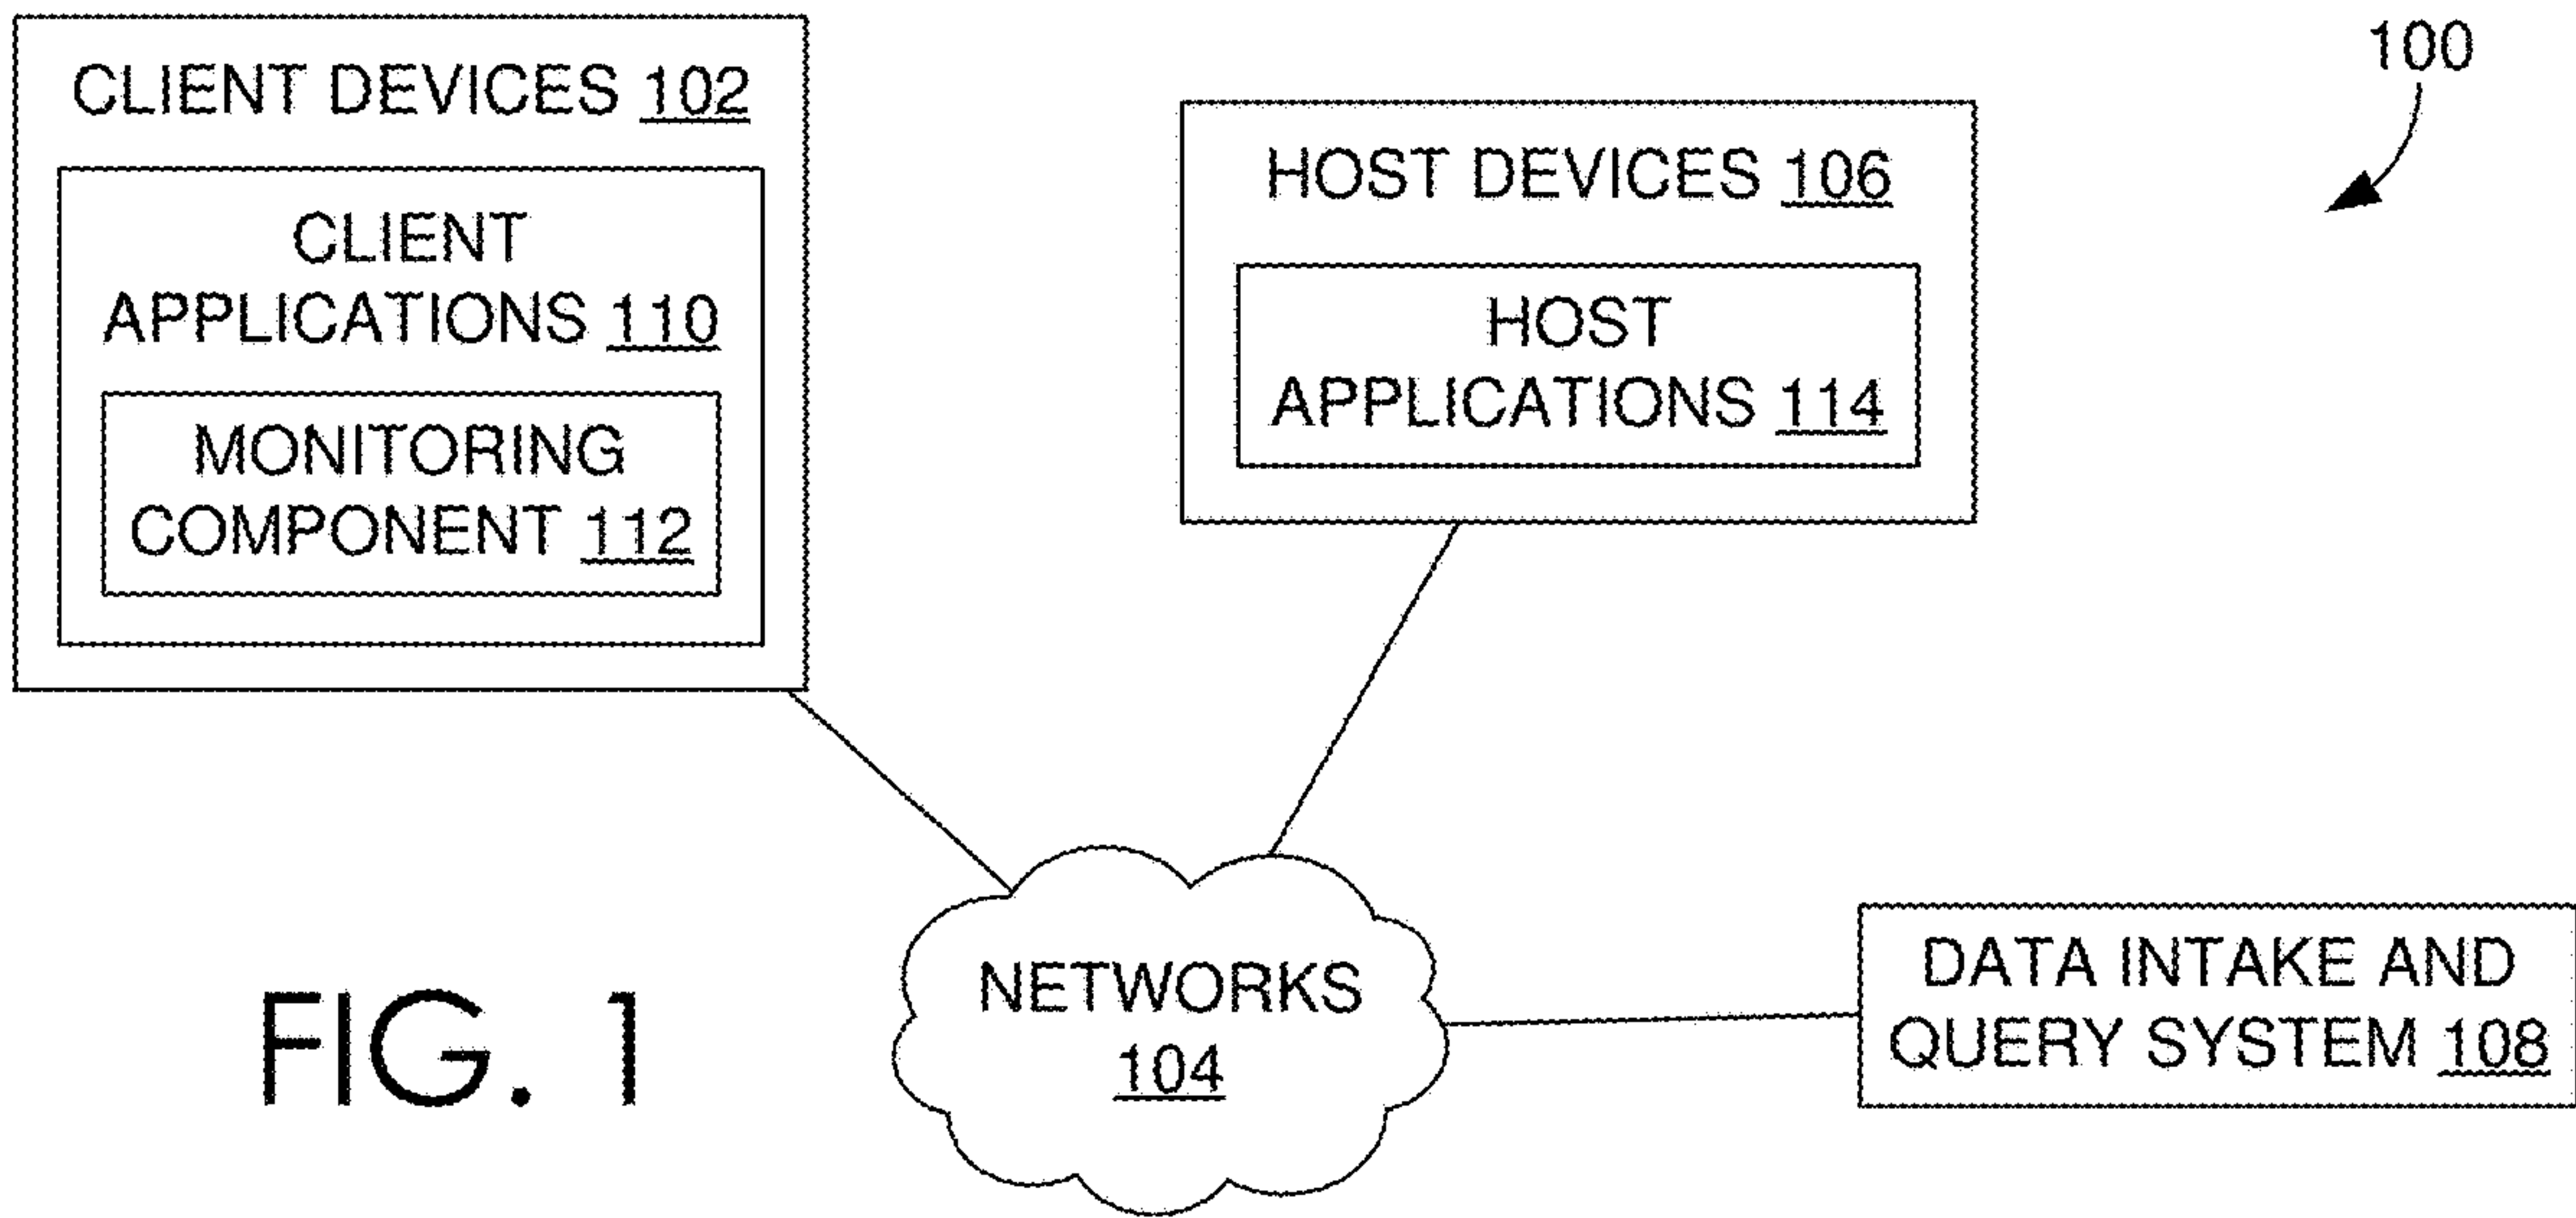 CLIENT DEVICES 102
CLIENT
APPLICATIONS 110
MONITORING
COMPONENT 112
HOST DEVICES 106
HOST
APPLICATIONS 114
100
NETWORKS
104
DATA INTAKE AND
QUERY SYSTEM 108
FIG. 1